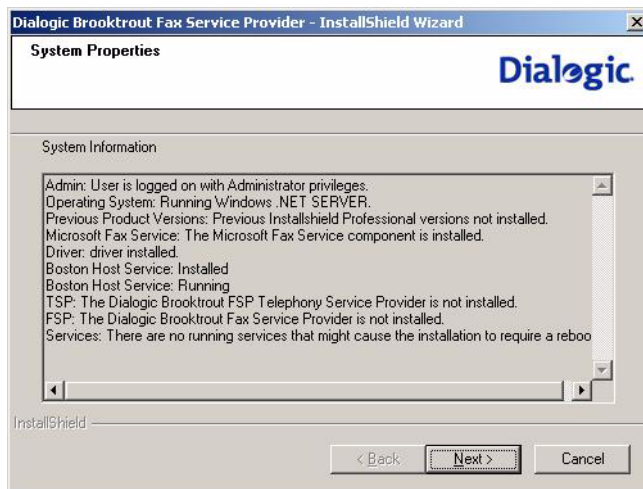 Dialogic Brooktrout Fax Service Provider - InstallShield Wizard
System Properties
Dialogic
System Information
Admin: User is logged on with Administrator privileges.
Operating System: Running Windows .NET SERVER.
Previous Product Versions: Previous Installshield Professional versions not installed.
Microsoft Fax Service: The Microsoft Fax Service component is installed.
Driver: driver installed.
Boston Host Service: Installed
Boston Host Service: Running
TSP: The Dialogic Brooktrout FSP Telephony Service Provider is not installed.
FSP: The Dialogic Brooktrout Fax Service Provider is not installed.
Services: There are no running services that might cause the installation to require a reboo
InstallShield
< Back Next > Cancel